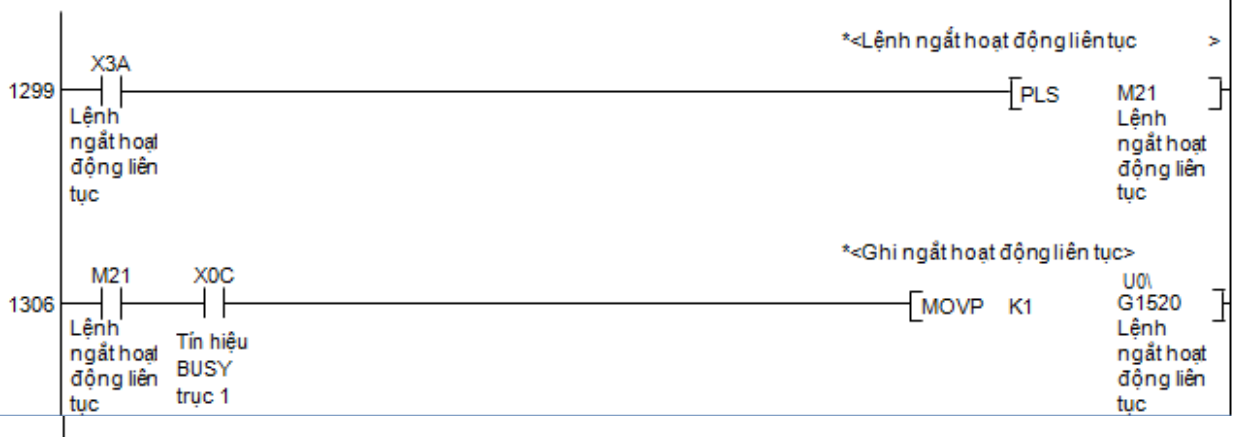 *<Lệnh ngắt hoạt động liên tục >
X3A
1299
PLS M21
Lệnh
ngắt hoạt
động liên
tục
Lệnh
ngắt hoạt
động liên
tục
*<Ghi ngắt hoạt động liên tục>
M21 X0C
U0\
1306
MOVP K1 G1520
Lệnh
ngắt hoạt
động liên
tục
Tín hiệu
BUSY
trục 1
Lệnh
ngắt hoạt
động liên
tục